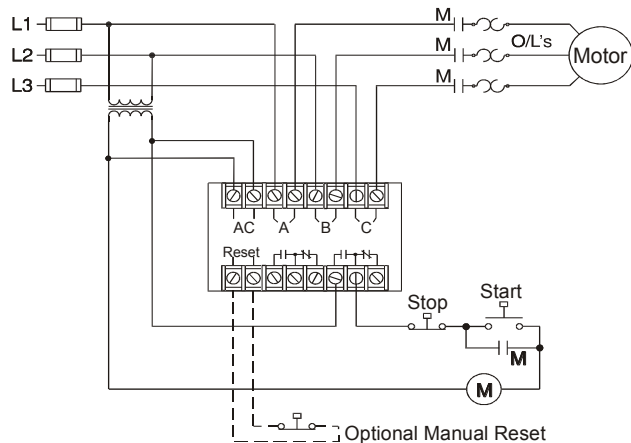 L1
L2
L3
M
M
M
O/L's
Motor
AC
A
B
C
Reset
Stop
Start
M
M
Optional Manual Reset